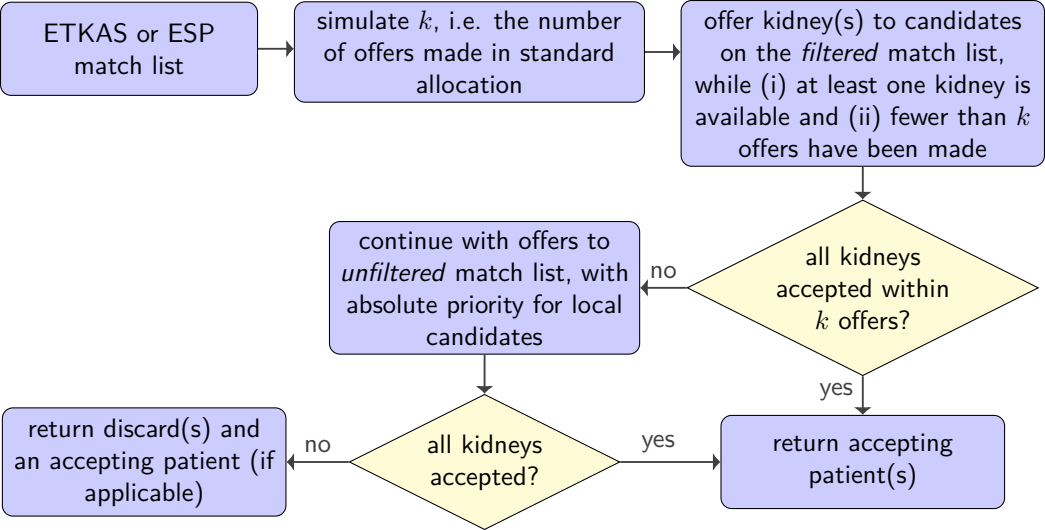 ETKAS or ESP
match list
simulate k, i.e. the number
of offers made in standard
allocation
offer kidney(s) to candidates
on the filtered match list,
while (i) at least one kidney is
available and (ii) fewer than k
offers have been made
all kidneys
accepted within
k offers?
no
yes
continue with offers to
unfiltered match list, with
absolute priority for local
candidates
all kidneys
accepted?
no
yes
return discard(s) and
an accepting patient (if
applicable)
return accepting
patient(s)